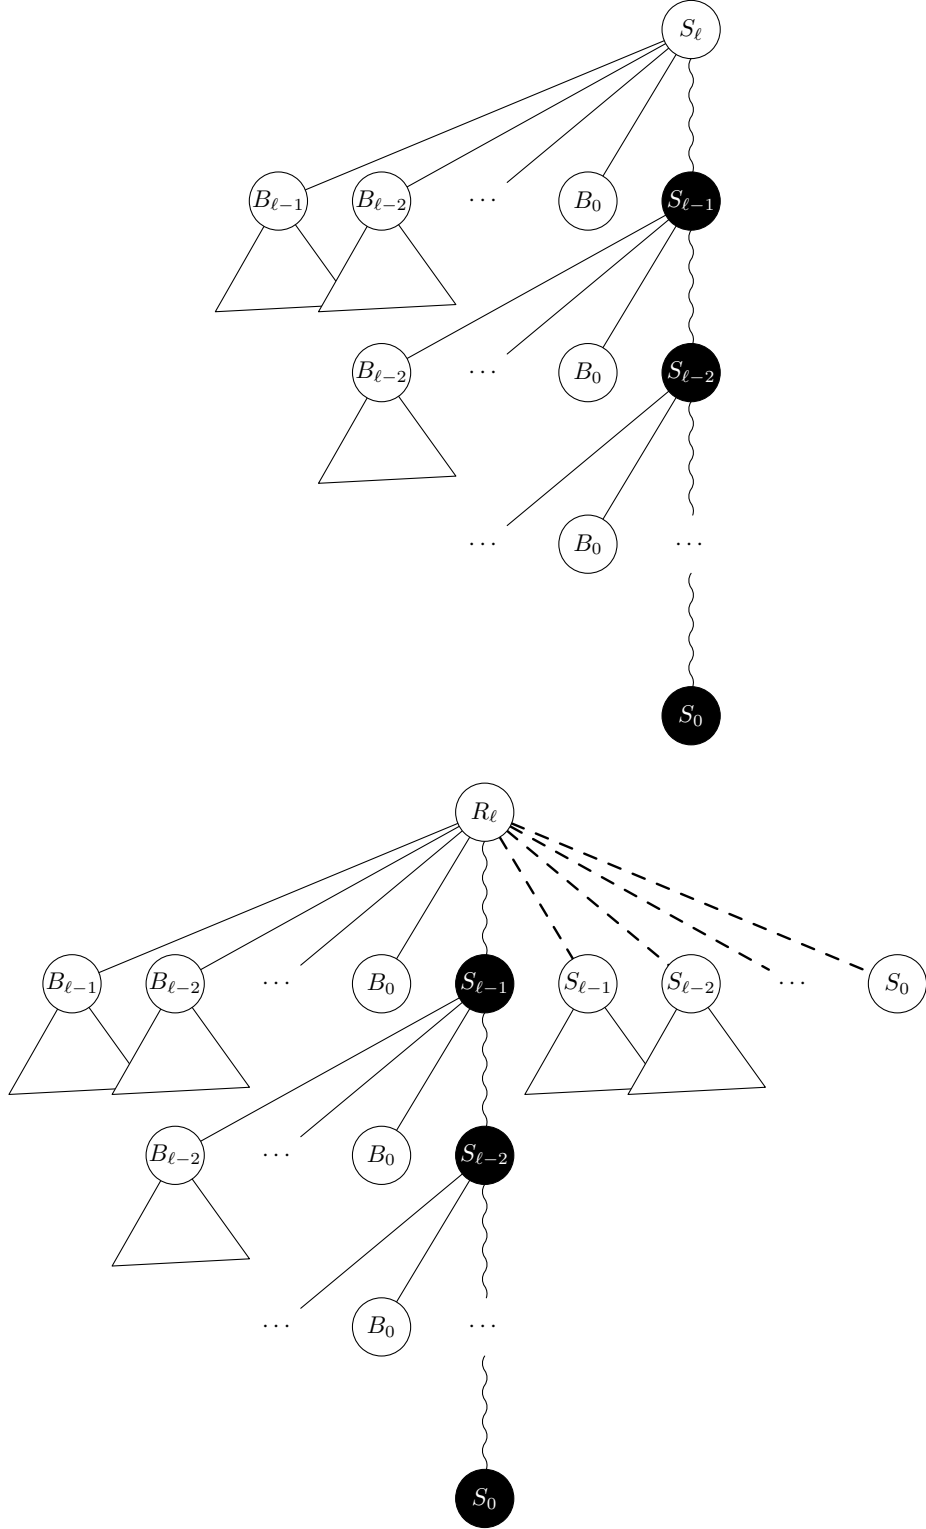 S_ℓ
B_{ℓ−1} B_{ℓ−2} ... B_0 S_{ℓ−1}
B_{ℓ−2} ... B_0 S_{ℓ−2}
... B_0 ...
S_0
R_ℓ
B_{ℓ−1} B_{ℓ−2} ... B_0 S_{ℓ−1} S_{ℓ−1} S_{ℓ−2} ... S_0
B_{ℓ−2} ... B_0 S_{ℓ−2}
... B_0 ...
S_0